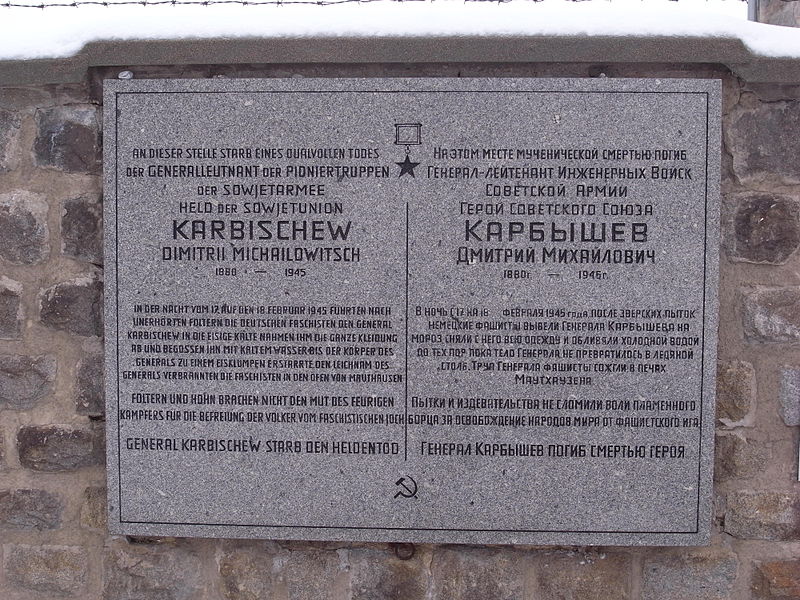 AN DIESER STELLE STARB EINES QUALVOLLEN TODES
DER GENERALLEUTNANT DER PIONIERTRUPPEN
DER SOWJETARMEE
HELD DER SOWJETUNION
KARBISCHEW
DIMITRII MICHAILOWITSCH
1880 — 1945
IN DER NACHT VOM 17. AUF DEN 18. FEBRUAR 1945 FÜHRTEN NACH
UNERHÖRTEN FOLTERN DIE DEUTSCHEN FASCHISTEN DEN GENERAL
KARBISCHEW IN DIE EISIGE KÄLTE NAHMEN IHM DIE GANZE KLEIDUNG
AB UND BEGOSSEN IHN MIT KALTEM WASSER BIS DER KÖRPER DES
GENERALS ZU EINEM EISKLUMPEN ERSTARRTE DEN LEICHNAM DES
GENERALS VERBRANNTEN DIE FASCHISTEN IN DEN ÖFEN VON MAUTHAUSEN
FOLTERN UND HOHN BRACHEN NICHT DEN MUT DES FEURIGEN
KÄMPFERS FÜR DIE BEFREIUNG DER VÖLKER VOM FASCHISTISCHEN JOCH
GENERAL KARBISCHEW STARB DEN HELDENTOD
НА ЭТОМ МЕСТЕ МУЧЕНИЧЕСКОЙ СМЕРТЬЮ ПОГИБ
ГЕНЕРАЛ-ЛЕЙТЕНАНТ ИНЖЕНЕРНЫХ ВОЙСК
СОВЕТСКОЙ АРМИИ
ГЕРОЙ СОВЕТСКОГО СОЮЗА
КАРБЫШЕВ
ДМИТРИЙ МИХАЙЛОВИЧ
1880г. — 1945г.
В НОЧЬ С 17 НА 18 ФЕВРАЛЯ 1945 ГОДА ПОСЛЕ ЗВЕРСКИХ ПЫТОК
НЕМЕЦКИЕ ФАШИСТЫ ВЫВЕЛИ ГЕНЕРАЛА КАРБЫШЕВА НА
МОРОЗ СНЯЛИ С НЕГО ВСЮ ОДЕЖДУ И ОБЛИВАЛИ ХОЛОДНОЙ ВОДОЙ
ДО ТЕХ ПОР ПОКА ТЕЛО ГЕНЕРАЛА НЕ ПРЕВРАТИЛОСЬ В ЛЕДЯНОЙ
СТОЛБ. ТРУП ГЕНЕРАЛА ФАШИСТЫ СОЖГЛИ В ПЕЧАХ
МАУТХАУЗЕНА
ПЫТКИ И ИЗДЕВАТЕЛЬСТВА НЕ СЛОМИЛИ ВОЛИ ПЛАМЕННОГО
БОРЦА ЗА ОСВОБОЖДЕНИЕ НАРОДОВ МИРА ОТ ФАШИСТСКОГО ИГА
ГЕНЕРАЛ КАРБЫШЕВ ПОГИБ СМЕРТЬЮ ГЕРОЯ